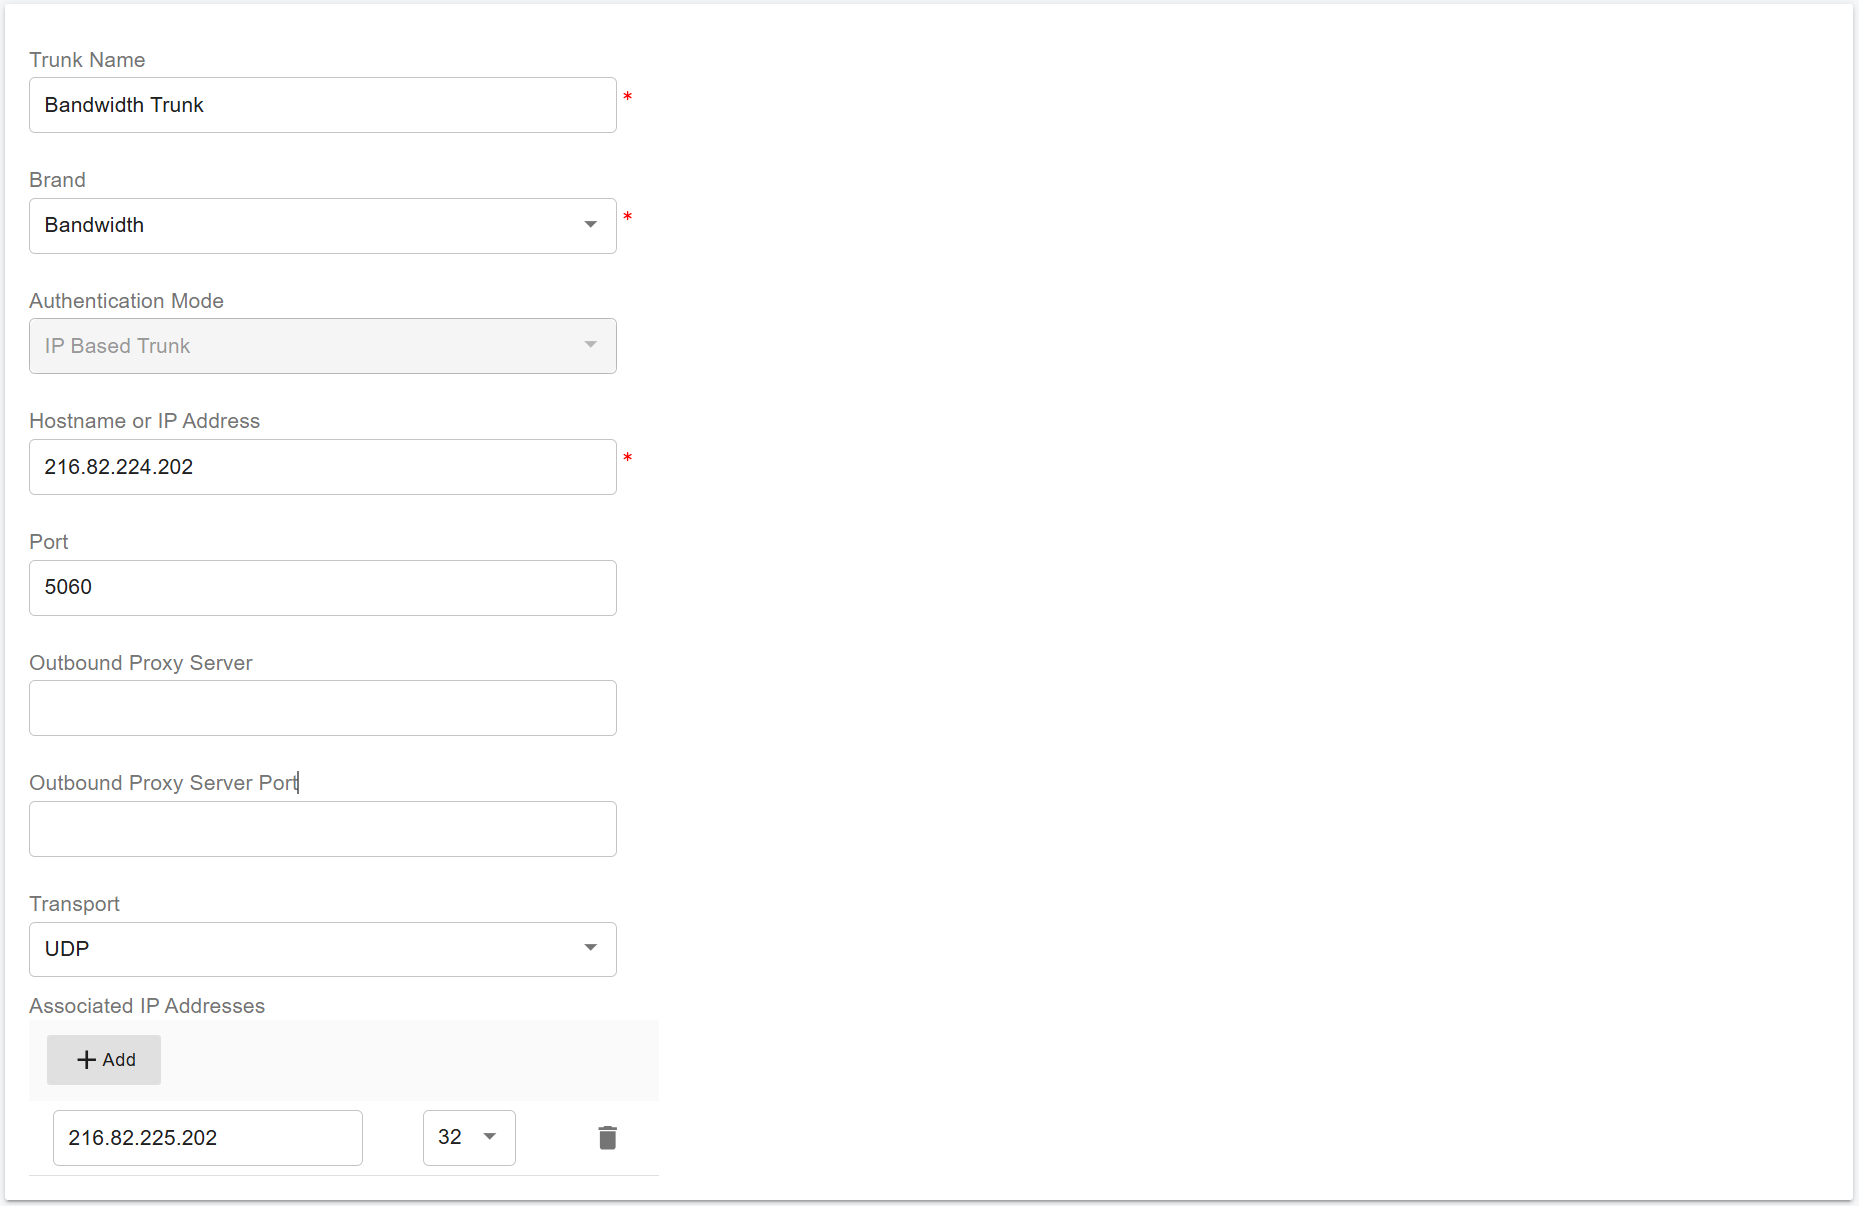 Trunk Name
Bandwidth Trunk *
Brand
Bandwidth *
Authentication Mode
IP Based Trunk
Hostname or IP Address
216.82.224.202 *
Port
5060
Outbound Proxy Server
Outbound Proxy Server Port
Transport
UDP
Associated IP Addresses
+ Add
216.82.225.202 32